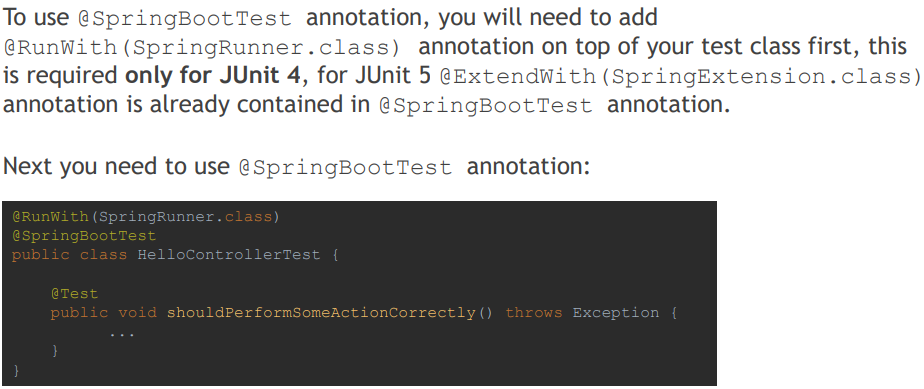 To use @SpringBootTest annotation, you will need to add
@RunWith(SpringRunner.class) annotation on top of your test class first, this
is required only for JUnit 4, for JUnit 5 @ExtendWith(SpringExtension.class)
annotation is already contained in @SpringBootTest annotation.
Next you need to use @SpringBootTest annotation:
@RunWith(SpringRunner.class)
@SpringBootTest
public class HelloControllerTest {
@Test
public void shouldPerformSomeActionCorrectly() throws Exception {
...
}
}